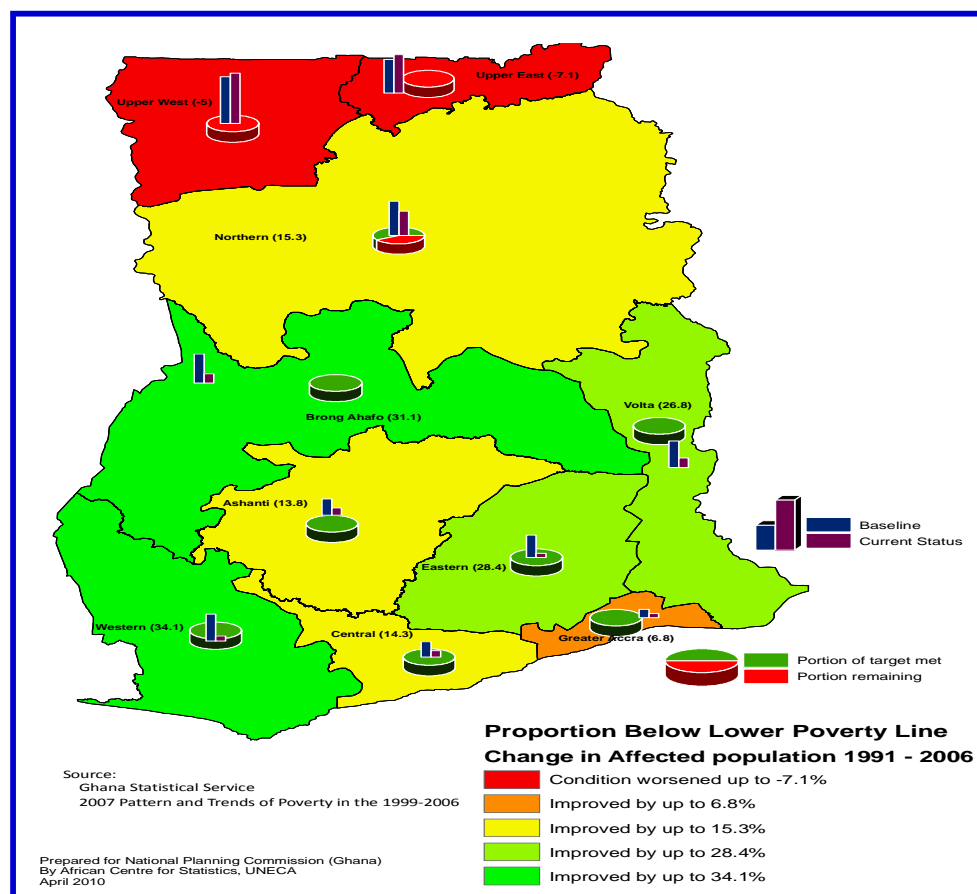 Upper East (-7.1)
Upper West (-5)
Northern (15.3)
Brong Ahafo (31.1)
Volta (26.8)
Ashanti (13.8)
Eastern (28.4)
Western (34.1)
Central (14.3)
Greater Accra (6.8)
Baseline
Current Status
Portion of target met
Portion remaining
Proportion Below Lower Poverty Line
Change in Affected population 1991 - 2006
Condition worsened up to -7.1%
Improved by up to 6.8%
Improved by up to 15.3%
Improved by up to 28.4%
Improved by up to 34.1%
Source:
Ghana Statistical Service
2007 Pattern and Trends of Poverty in the 1999-2006
Prepared for National Planning Commission (Ghana)
By African Centre for Statistics, UNECA
April 2010